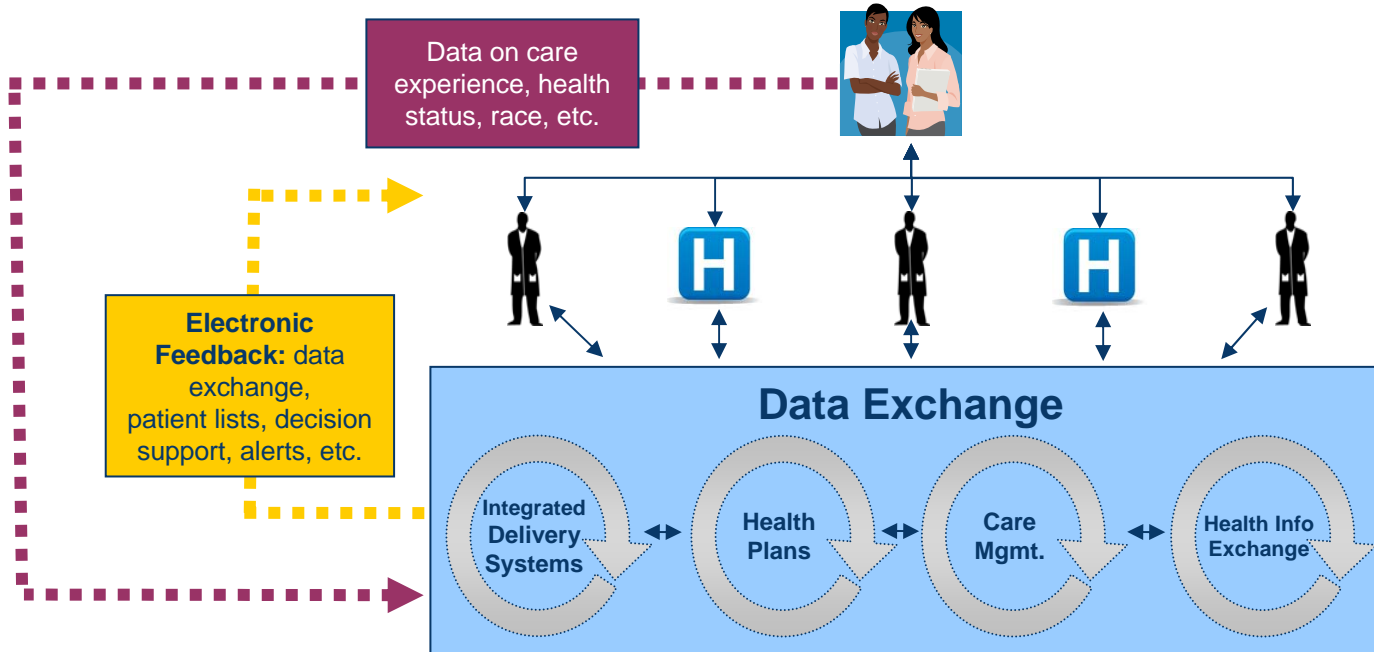 Data on care
experience, health
status, race, etc.
H
H
Electronic
Feedback: data
exchange,
patient lists, decision
support, alerts, etc.
Data Exchange
Integrated
Delivery
Systems
Health
Plans
Care
Mgmt.
Health Info
Exchange